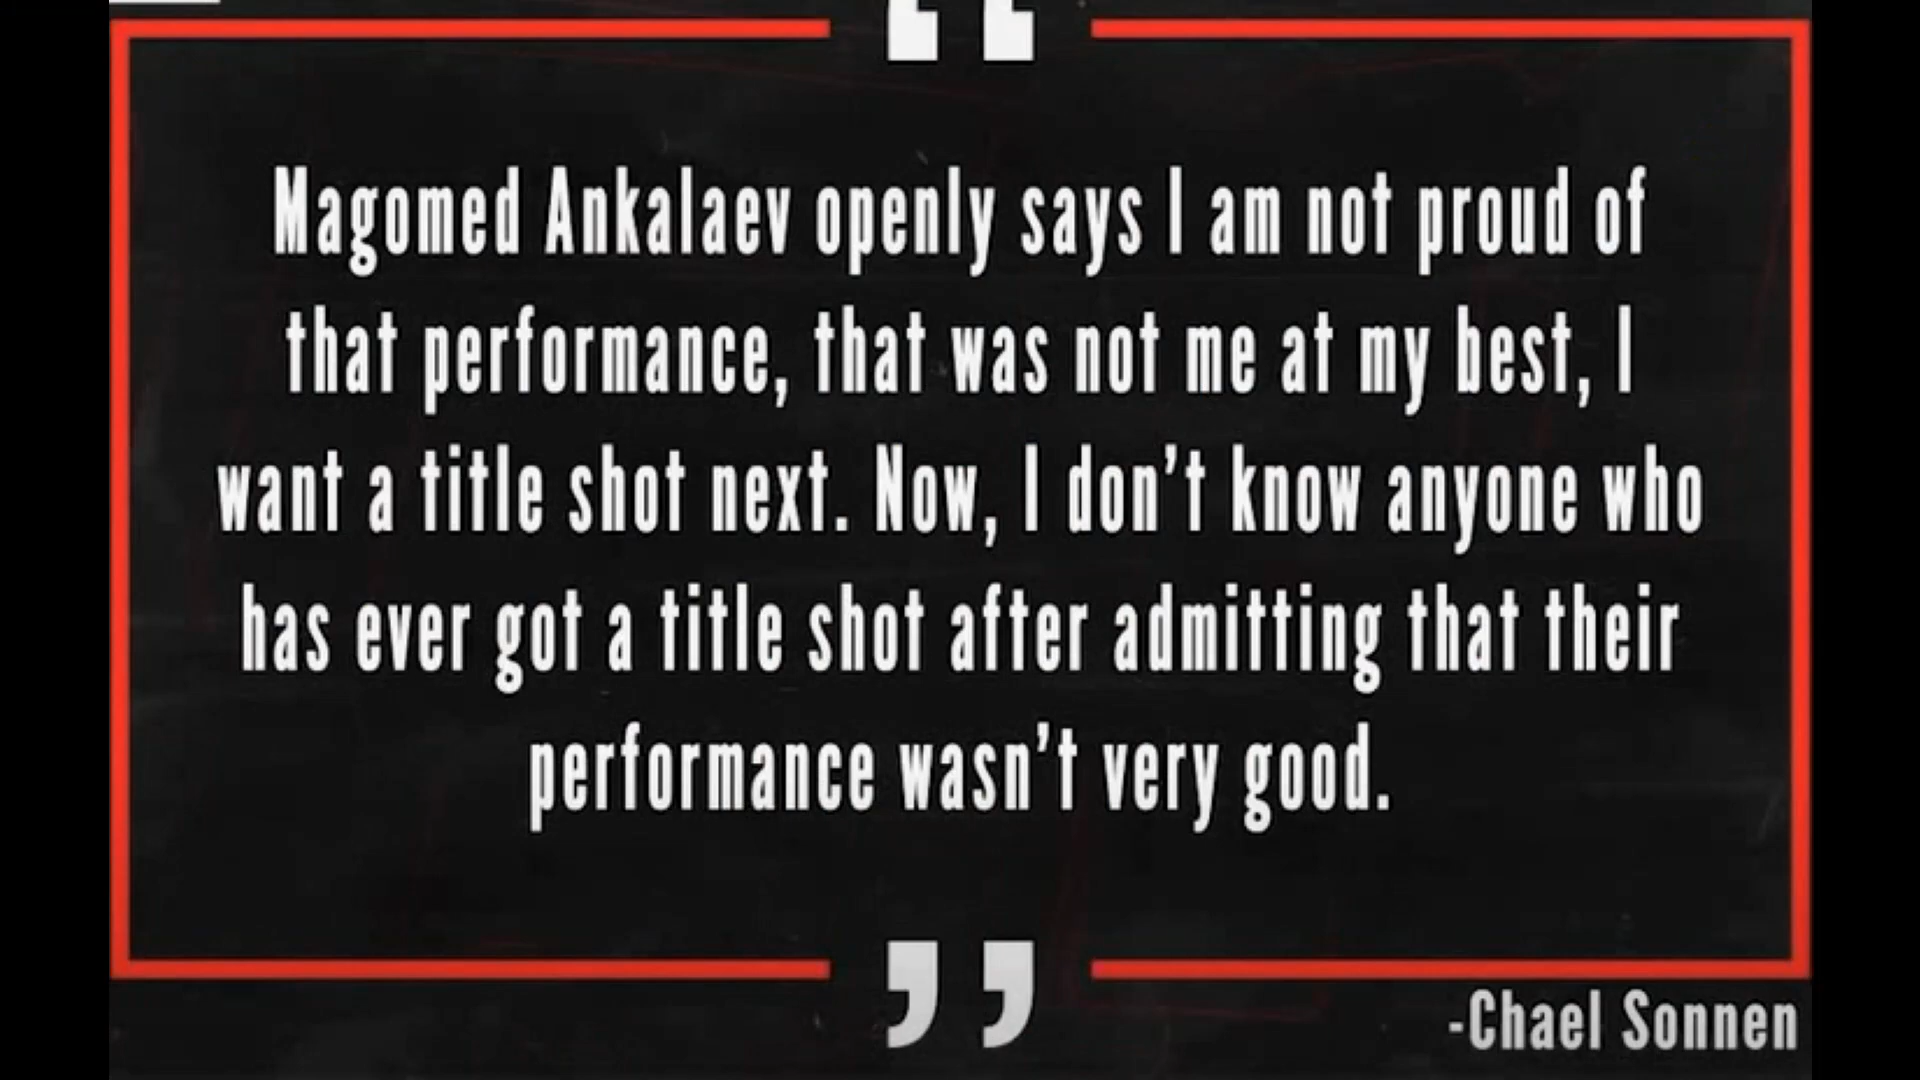 Magomed Ankalaev openly says I am not proud of
that performance, that was not me at my best, I
want a title shot next. Now, I don’t know anyone who
has ever got a title shot after admitting that their
performance wasn’t very good.
”
-Chael Sonnen